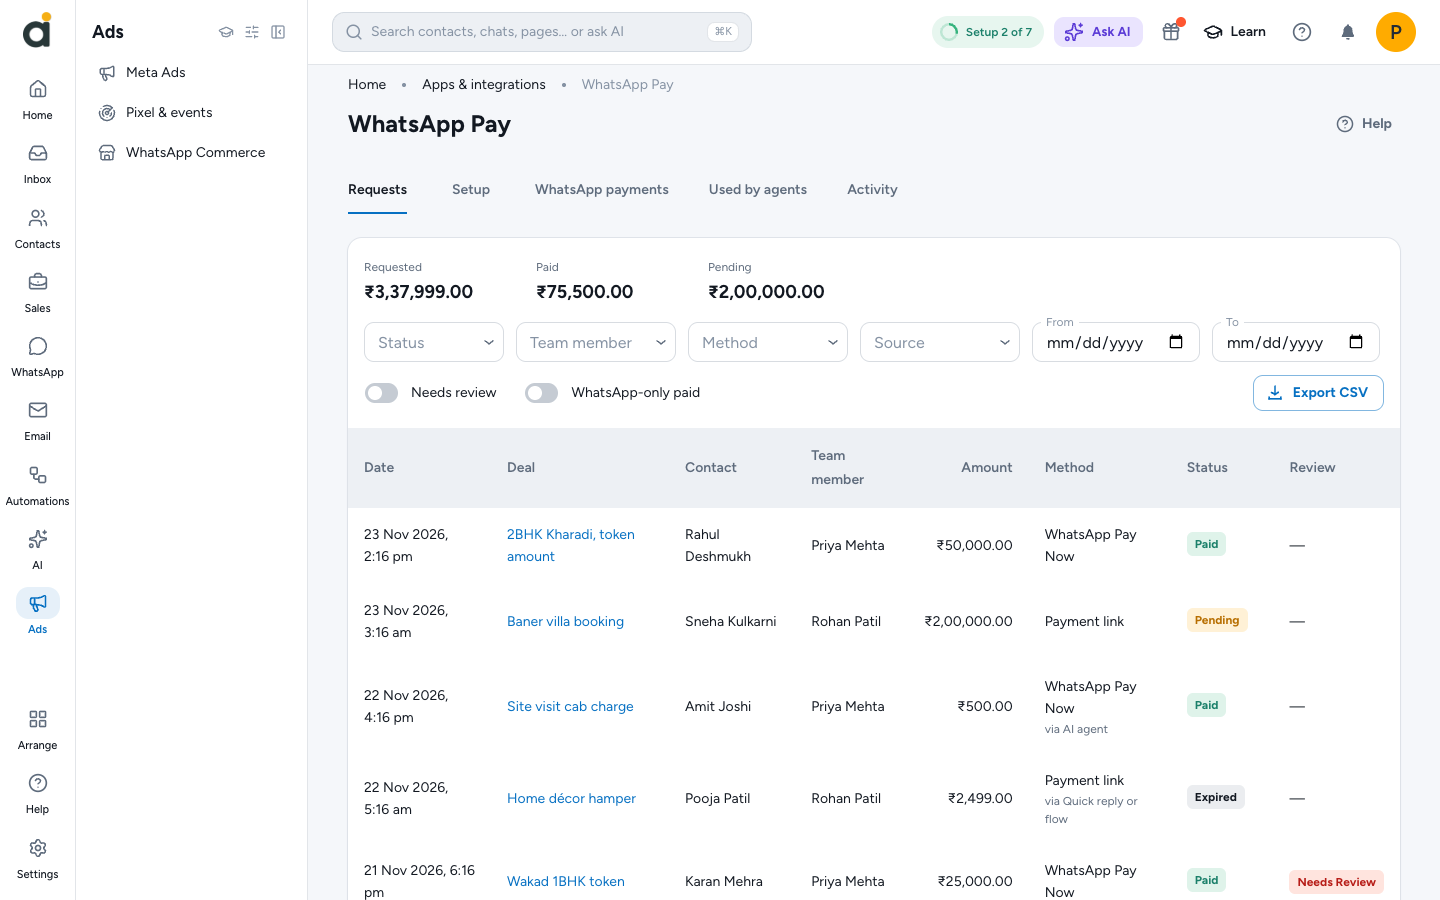 Ads
Search contacts, chats, pages... or ask AI
⌘K
Setup 2 of 7
Ask AI
Learn
P
Home
Inbox
Contacts
Sales
WhatsApp
Email
Automations
AI
Ads
Arrange
Help
Settings
Meta Ads
Pixel & events
WhatsApp Commerce
Home • Apps & integrations • WhatsApp Pay
WhatsApp Pay
Help
Requests
Setup
WhatsApp payments
Used by agents
Activity
Requested
Paid
Pending
₹3,37,999.00
₹75,500.00
₹2,00,000.00
Status
Team member
Method
Source
From
mm/dd/yyyy
To
mm/dd/yyyy
Needs review
WhatsApp-only paid
Export CSV
Date
Deal
Contact
Team
member
Amount
Method
Status
Review
23 Nov 2026,
2:16 pm
2BHK Kharadi, token
amount
Rahul
Deshmukh
Priya Mehta
₹50,000.00
WhatsApp Pay
Now
Paid
—
23 Nov 2026,
3:16 am
Baner villa booking
Sneha Kulkarni
Rohan Patil
₹2,00,000.00
Payment link
Pending
—
22 Nov 2026,
4:16 pm
Site visit cab charge
Amit Joshi
Priya Mehta
₹500.00
WhatsApp Pay
Now
via AI agent
Paid
—
22 Nov 2026,
5:16 am
Home décor hamper
Pooja Patil
Rohan Patil
₹2,499.00
Payment link
via Quick reply or
flow
Expired
—
21 Nov 2026, 6:16
pm
Wakad 1BHK token
Karan Mehra
Priya Mehta
₹25,000.00
WhatsApp Pay
Now
Paid
Needs Review